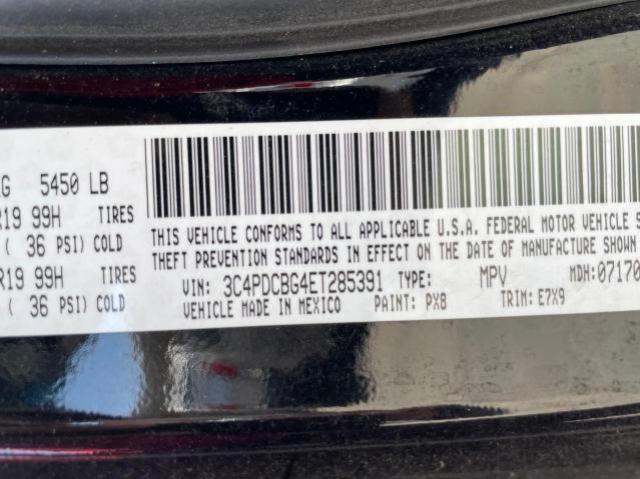 5450 LB
R19 99H TIRES
( 36 PSI) COLD
R19 99H TIRES
( 36 PSI) COLD
THIS VEHICLE CONFORMS TO ALL APPLICABLE U.S.A. FEDERAL MOTOR VEHICLE S
THEFT PREVENTION STANDARDS IN EFFECT ON THE DATE OF MANUFACTURE SHOWN
VIN: 3C4PDCBG4ET285391 TYPE: MPV MDH:07170
VEHICLE MADE IN MEXICO PAINT: PX8 TRIM: E7X9